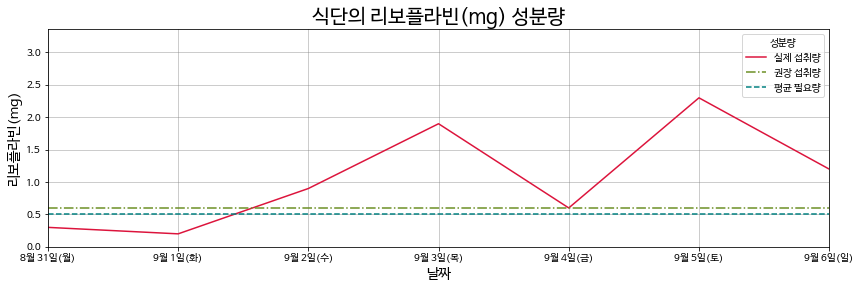 식단의 리보플라빈(mg) 성분량
성분량
실제 섭취량
권장 섭취량
평균 필요량
리보플라빈(mg)
3.0
2.5
2.0
1.5
1.0
0.5
0.0
8월 31일(월) 9월 1일(화) 9월 2일(수) 9월 3일(목) 9월 4일(금) 9월 5일(토) 9월 6일(일)
날짜